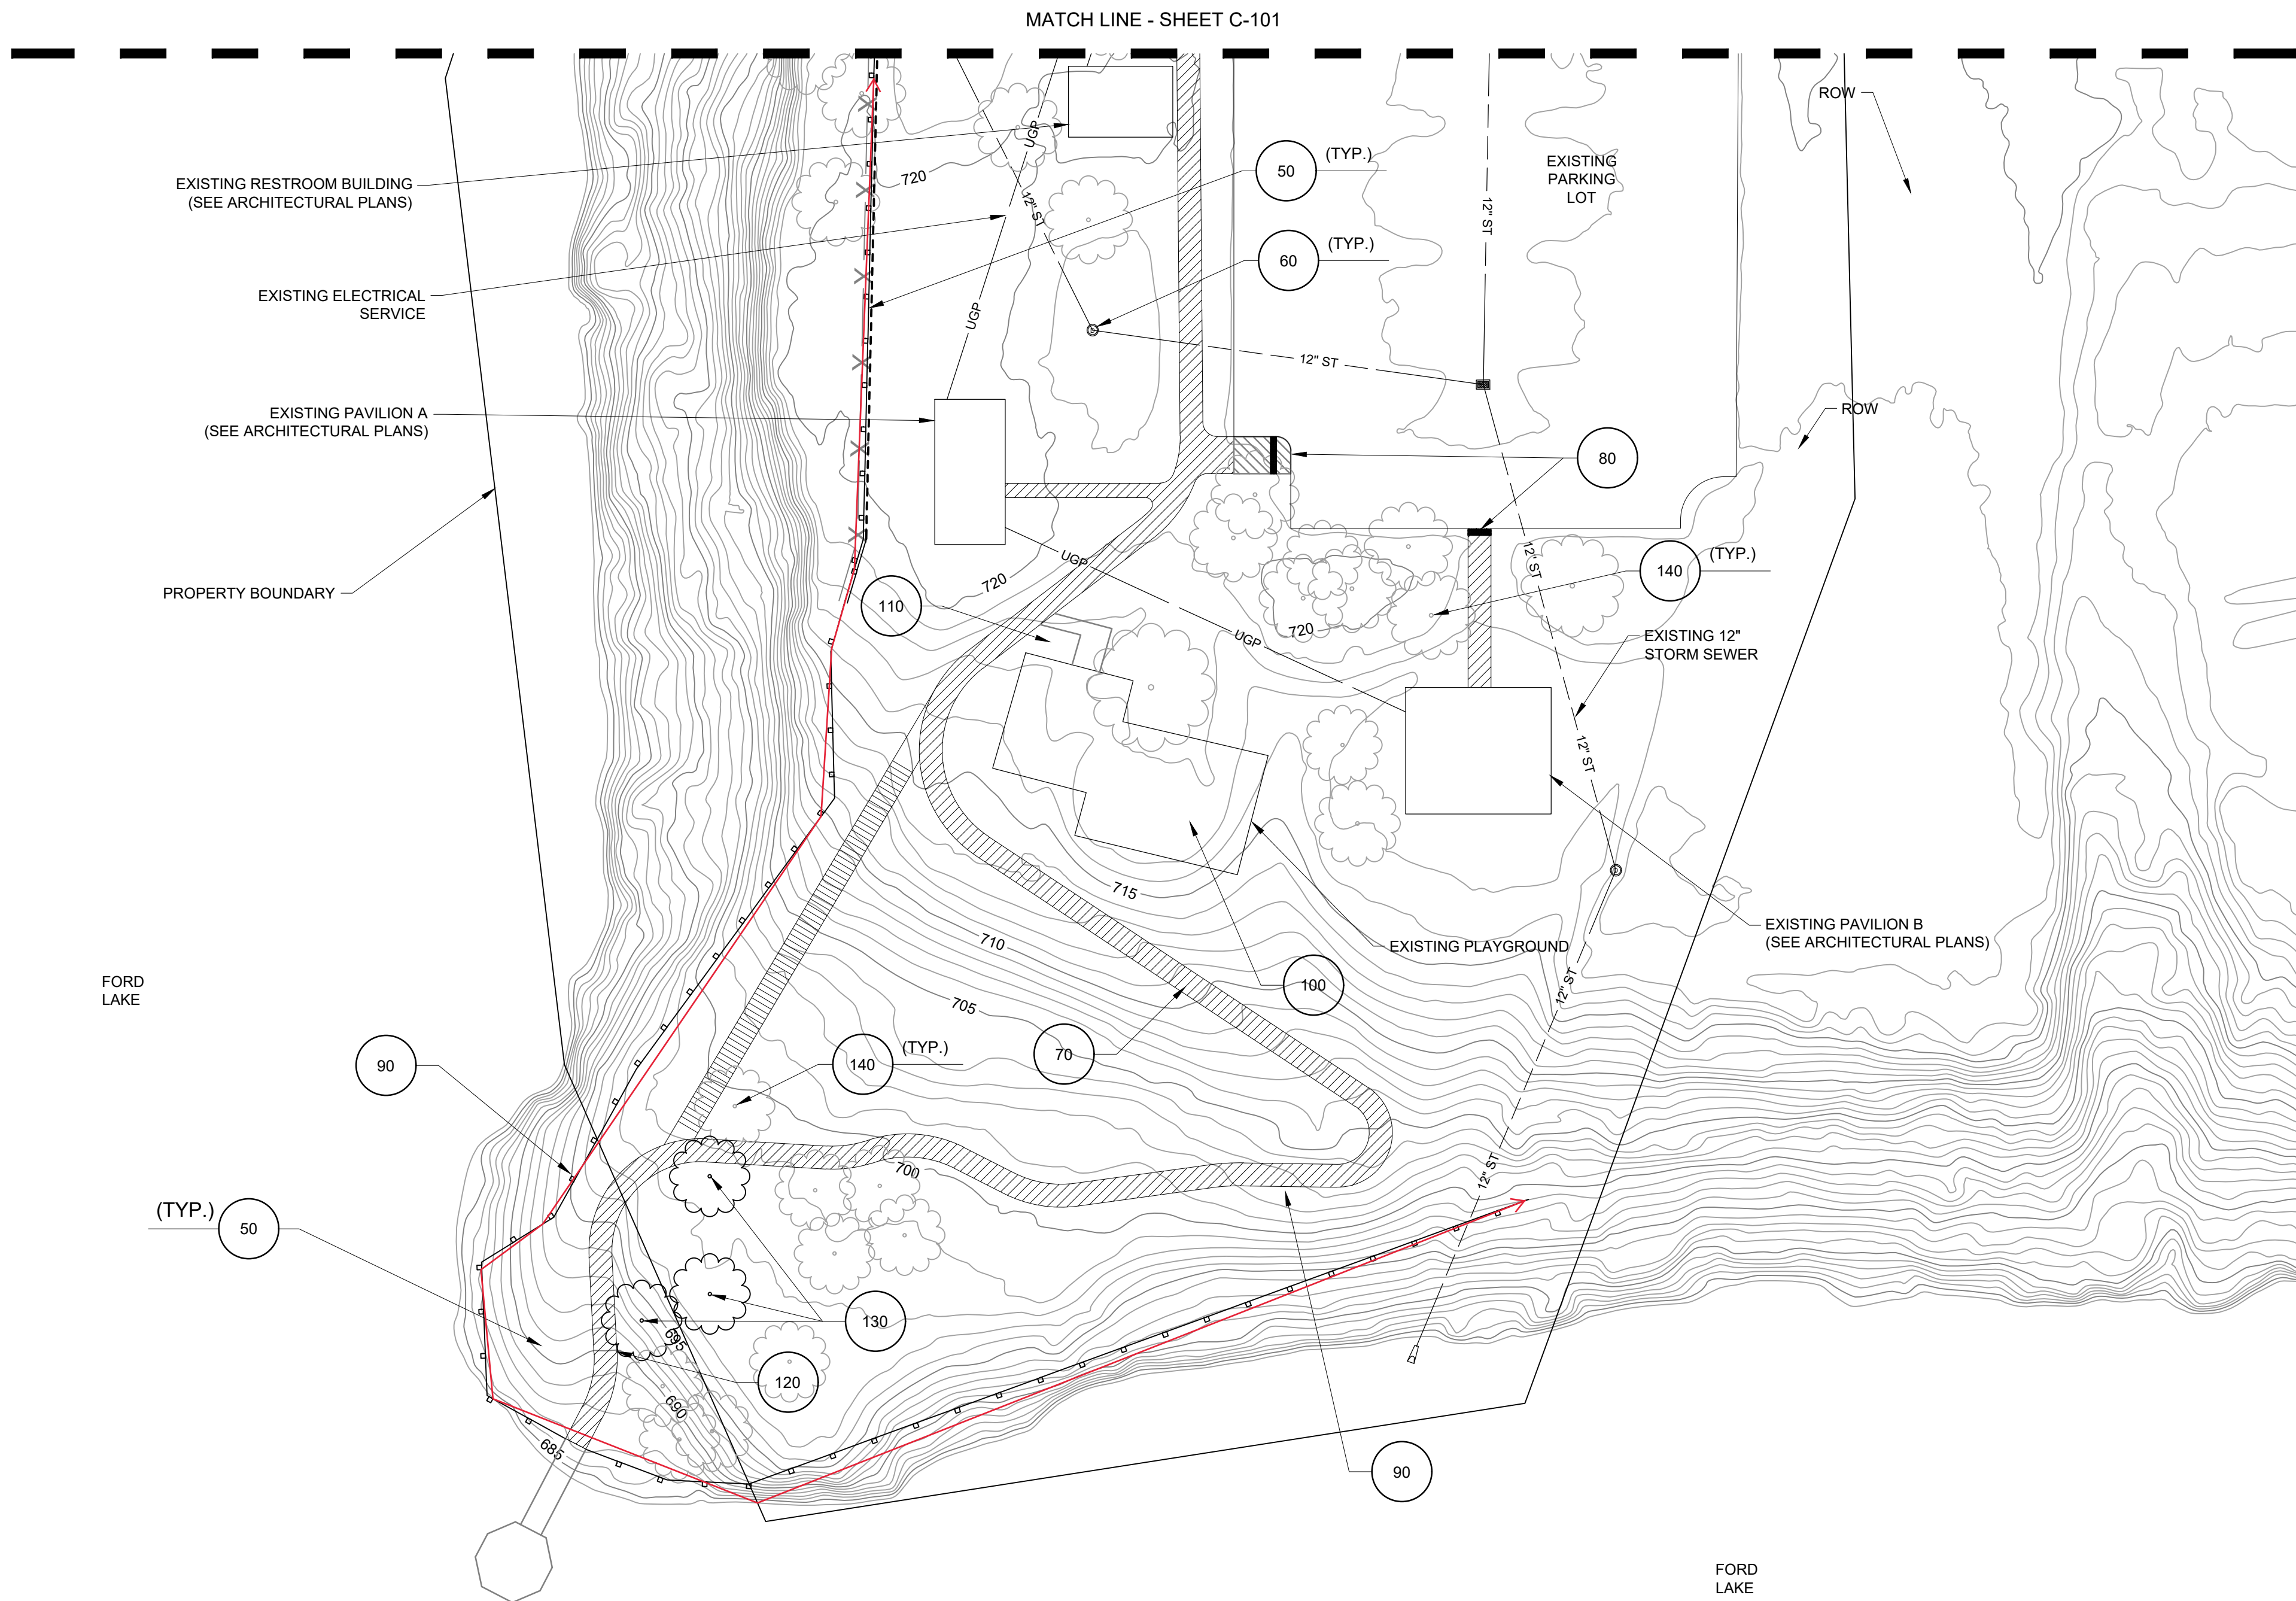 MATCH LINE - SHEET C-101
ROW
EXISTING RESTROOM BUILDING
(SEE ARCHITECTURAL PLANS)
720
UGP
12" ST
50
(TYP.)
EXISTING
PARKING
LOT
12" ST
60
(TYP.)
EXISTING ELECTRICAL
SERVICE
UGP
12" ST
EXISTING PAVILION A
(SEE ARCHITECTURAL PLANS)
ROW
80
PROPERTY BOUNDARY
110
720
UGP
12" ST
140
(TYP.)
720
UGP
EXISTING 12"
STORM SEWER
12" ST
715
710
705
EXISTING PLAYGROUND
EXISTING PAVILION B
(SEE ARCHITECTURAL PLANS)
FORD
LAKE
100
12" ST
90
140
(TYP.)
70
700
12" ST
(TYP.)
50
130
695
120
690
685
90
FORD
LAKE